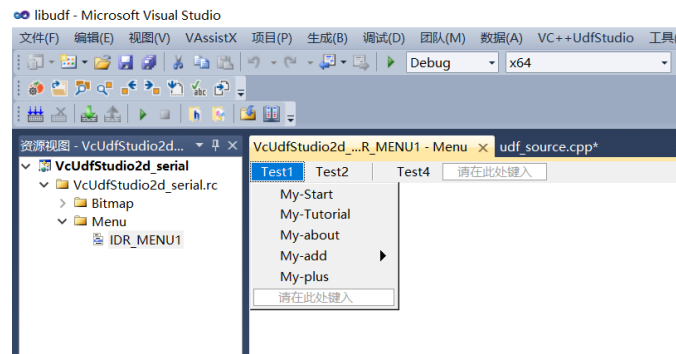 libudf - Microsoft Visual Studio
文件(F) 编辑(E) 视图(V) VAssistX 项目(P) 生成(B) 调试(D) 团队(M) 数据(A) VC++UdfStudio 工具
Debug x64
资源视图 - VcUdfStudio2d... VcUdfStudio2d_...R_MENU1 - Menu udf_source.cpp*
VcUdfStudio2d_serial
VcUdfStudio2d_serial.rc
Bitmap
Menu
IDR_MENU1
Test1 Test2 Test4 请在此处键入
My-Start
My-Tutorial
My-about
My-add
My-plus
请在此处键入